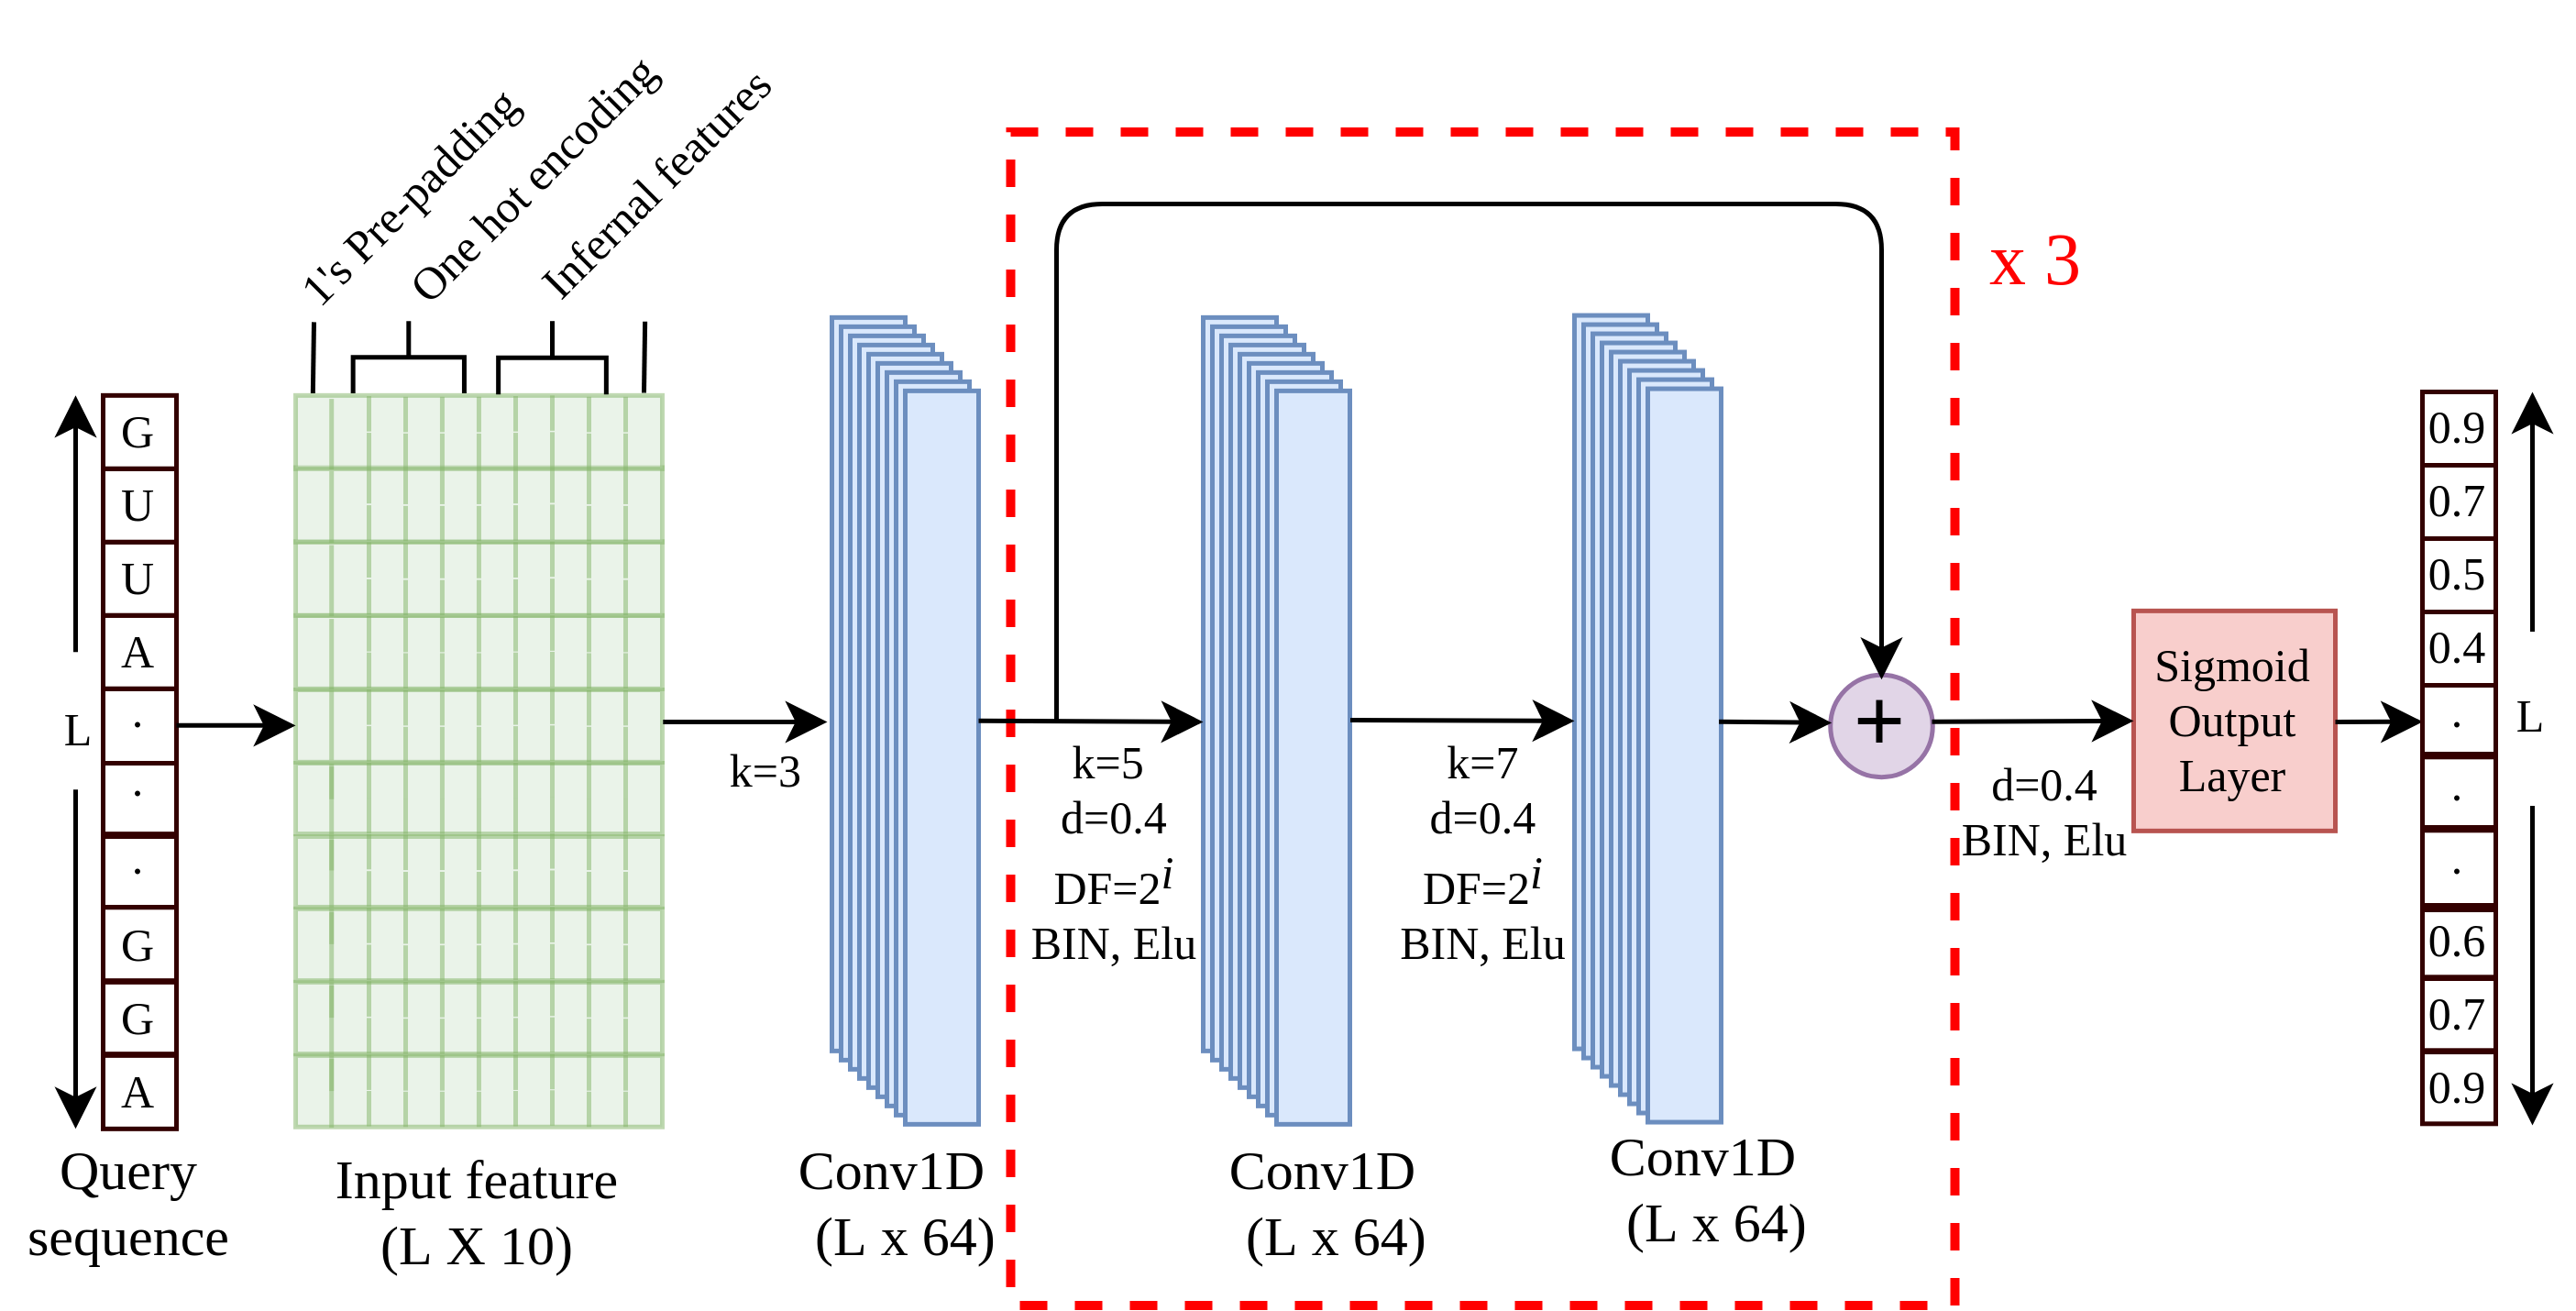 1's Pre-padding
One hot encoding
Infernal features
x 3
L
G
U
U
A
.
.
.
G
G
A
Query
sequence
Input feature
(L X 10)
k=3
Conv1D
(L x 64)
k=5
d=0.4
DF=2^i
BIN, Elu
Conv1D
(L x 64)
k=7
d=0.4
DF=2^i
BIN, Elu
Conv1D
(L x 64)
+
d=0.4
BIN, Elu
Sigmoid
Output
Layer
0.9
0.7
0.5
0.4
.
.
.
0.6
0.7
0.9
L